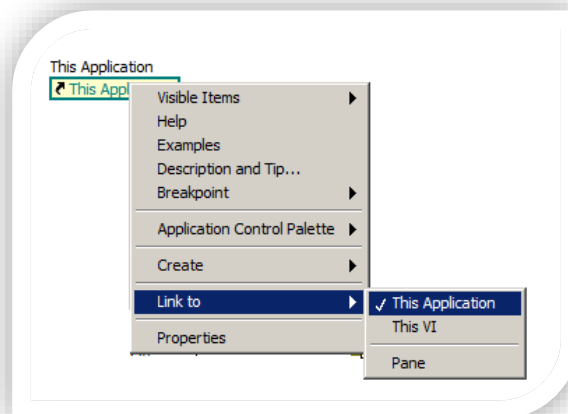 This Application
This Appl
Visible Items
Help
Examples
Description and Tip...
Breakpoint
Application Control Palette
Create
Link to
Properties
This Application
This VI
Pane